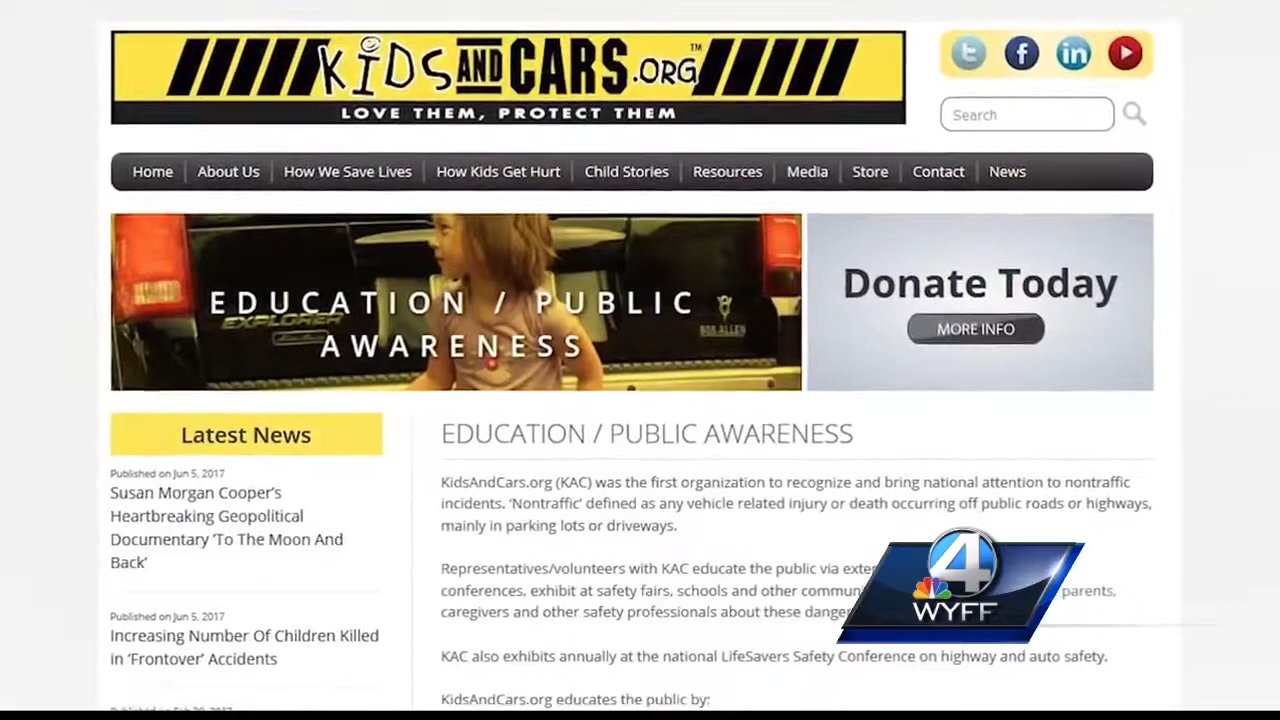 KIDS AND CARS .ORG™
LOVE THEM, PROTECT THEM
Search
Home
About Us
How We Save Lives
How Kids Get Hurt
Child Stories
Resources
Media
Store
Contact
News
EDUCATION / PUBLIC
AWARENESS
EXPLORER
BOB ALLEN
Donate Today
MORE INFO
Latest News
Published on Jun 5, 2017
Susan Morgan Cooper's
Heartbreaking Geopolitical
Documentary 'To The Moon And
Back'
Published on Jun 5, 2017
Increasing Number Of Children Killed
in 'Frontover' Accidents
EDUCATION / PUBLIC AWARENESS
KidsAndCars.org (KAC) was the first organization to recognize and bring national attention to nontraffic
incidents. 'Nontraffic' defined as any vehicle related injury or death occurring off public roads or highways,
mainly in parking lots or driveways.
Representatives/volunteers with KAC educate the public via
conferences, exhibit at safety fairs, schools and other parents,
caregivers and other safety professionals about these
KAC also exhibits annually at the national LifeSavers Safety Conference on highway and auto safety.
KidsAndCars.org educates the public by:
4
WYFF